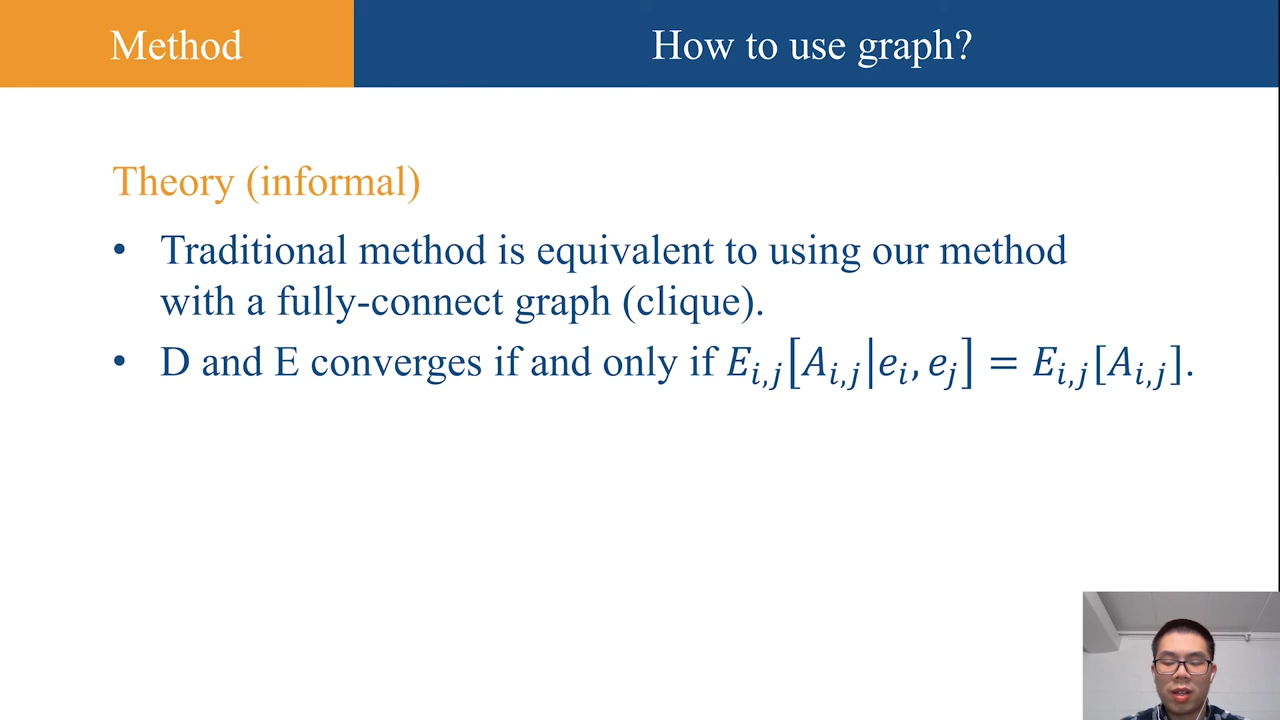 Method
How to use graph?
Theory (informal)
• Traditional method is equivalent to using our method
with a fully-connect graph (clique).
• D and E converges if and only if $E_{i,j}[A_{i,j}|e_i, e_j] = E_{i,j}[A_{i,j}]$.